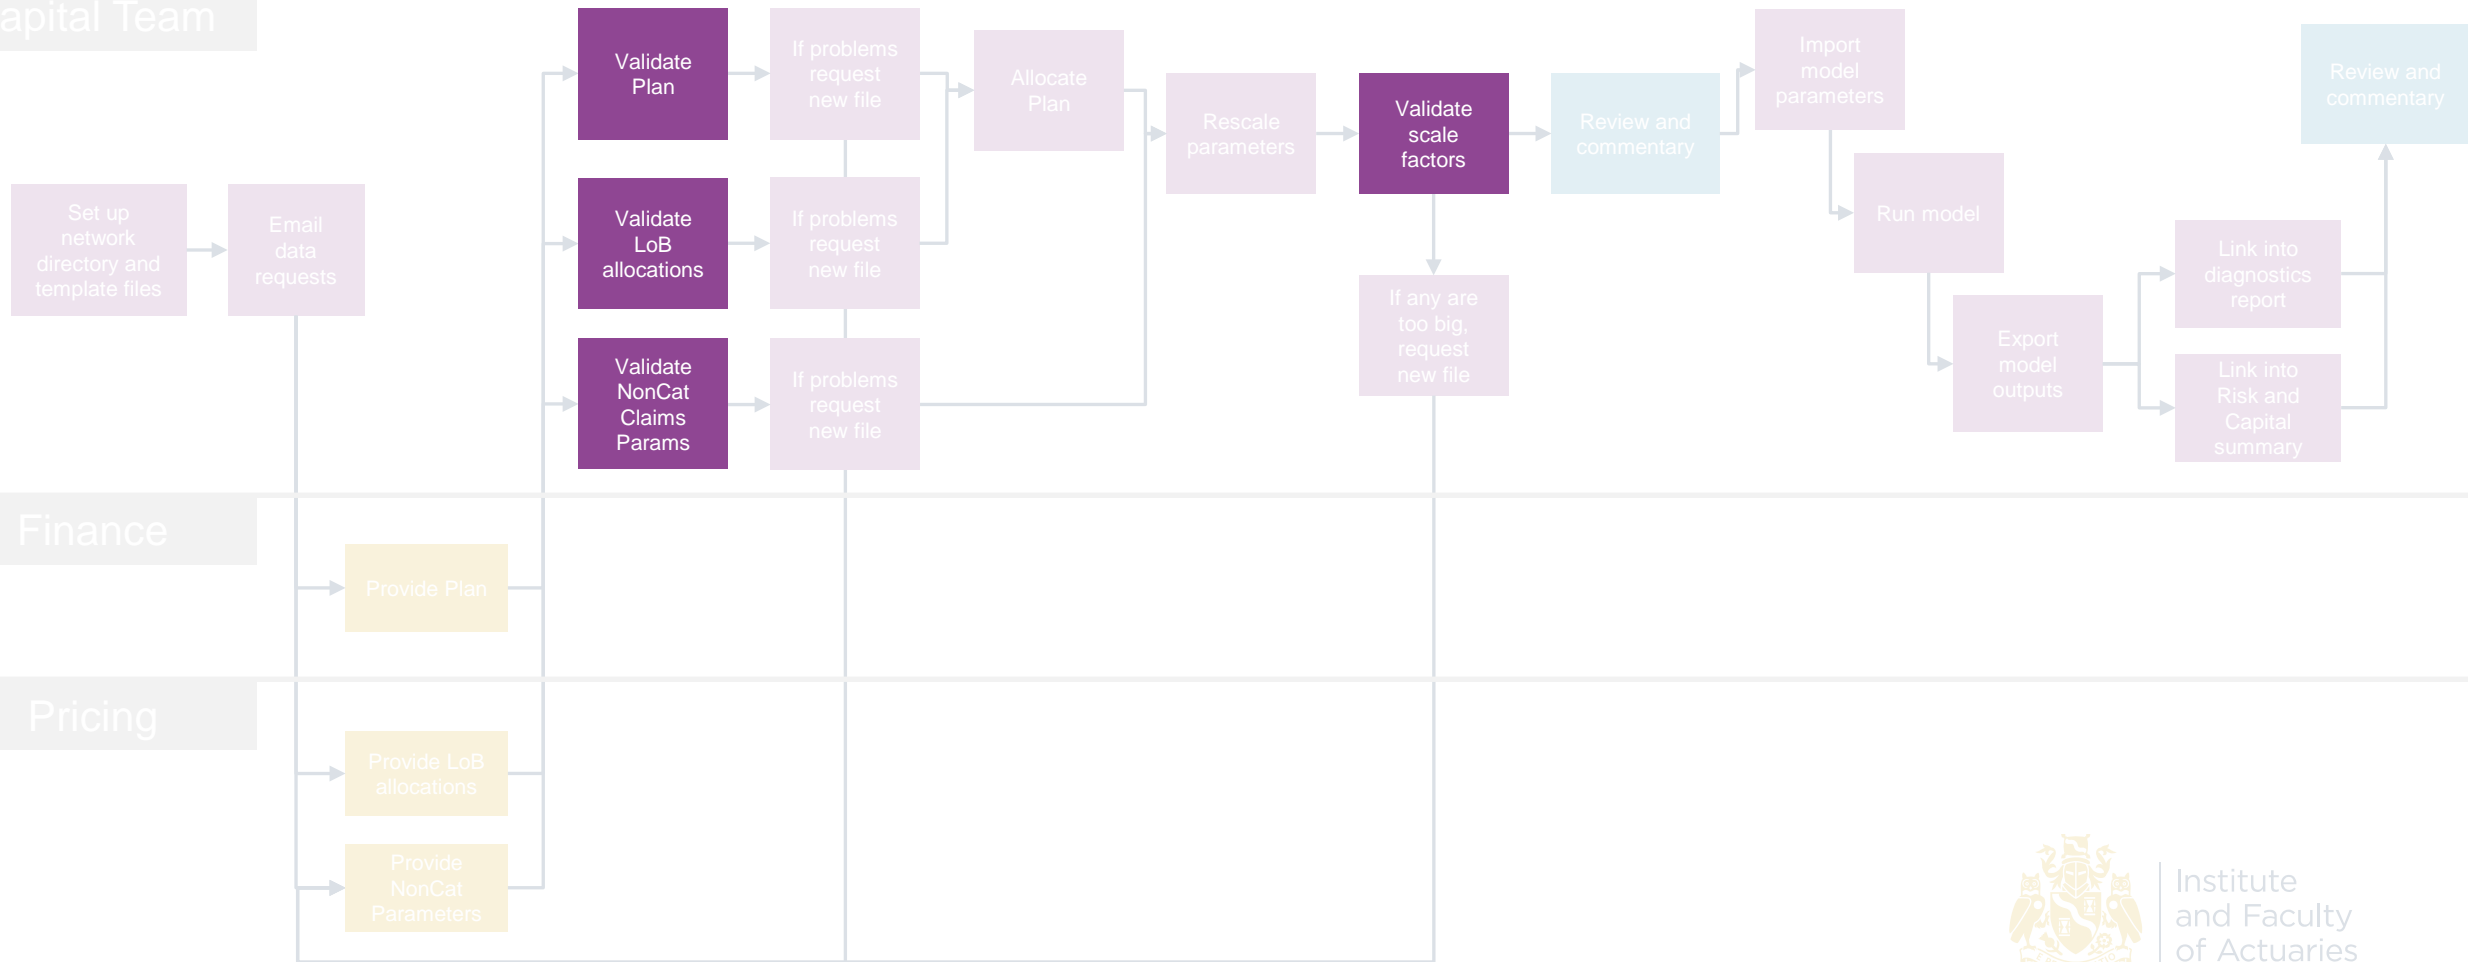 apital Team
Validate
Plan
If problems
request
new file
Allocate
Plan
Rescale
parameters
Validate
scale
factors
Review and
commentary
Import
model
parameters
Review and
commentary
Set up
network
directory and
template files
Email
data
requests
Validate
LoB
allocations
If problems
request
new file
Run model
If any are
too big,
request
new file
Link into
diagnostics
report
Validate
NonCat
Claims
Params
If problems
request
new file
Export
model
outputs
Link into
Risk and
Capital
summary
Finance
Provide Plan
Pricing
Provide LoB
allocations
Provide
NonCat
Parameters
Institute
and Faculty
of Actuaries